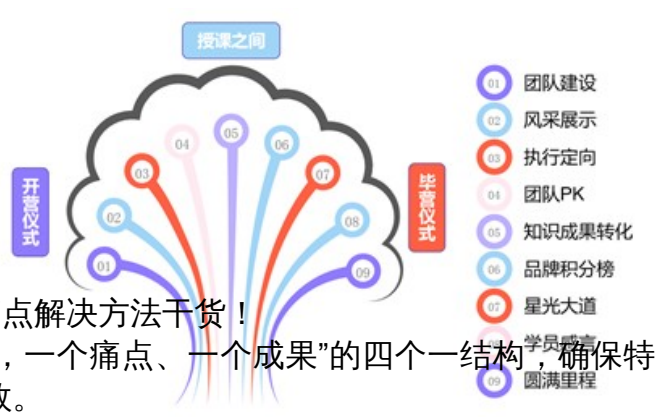 授课之间
开营仪式
毕营仪式
01
02
03
04
05
06
07
08
09
01 团队建设
02 风采展示
03 执行定向
04 团队PK
05 知识成果转化
06 品牌积分榜
07 星光大道
学员感言
09 圆满里程
点解决方法干货！
，一个痛点、一个成果”的四个一结构，确保特
效。